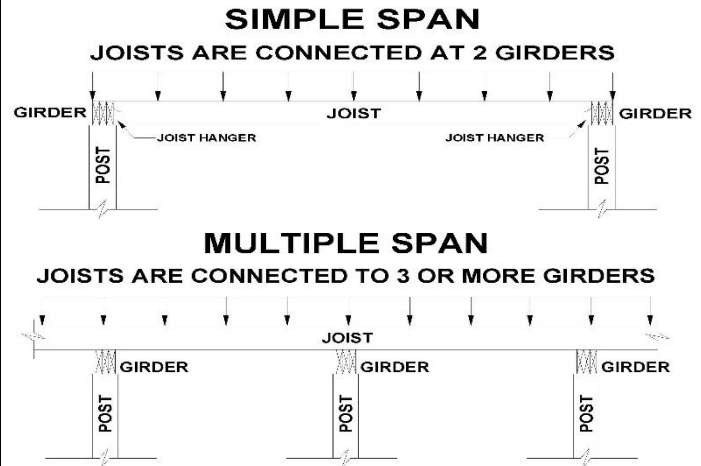 SIMPLE SPAN
JOISTS ARE CONNECTED AT 2 GIRDERS
GIRDER JOIST GIRDER
JOIST HANGER JOIST HANGER
POST POST
MULTIPLE SPAN
JOISTS ARE CONNECTED TO 3 OR MORE GIRDERS
JOIST
GIRDER GIRDER GIRDER
POST POST POST